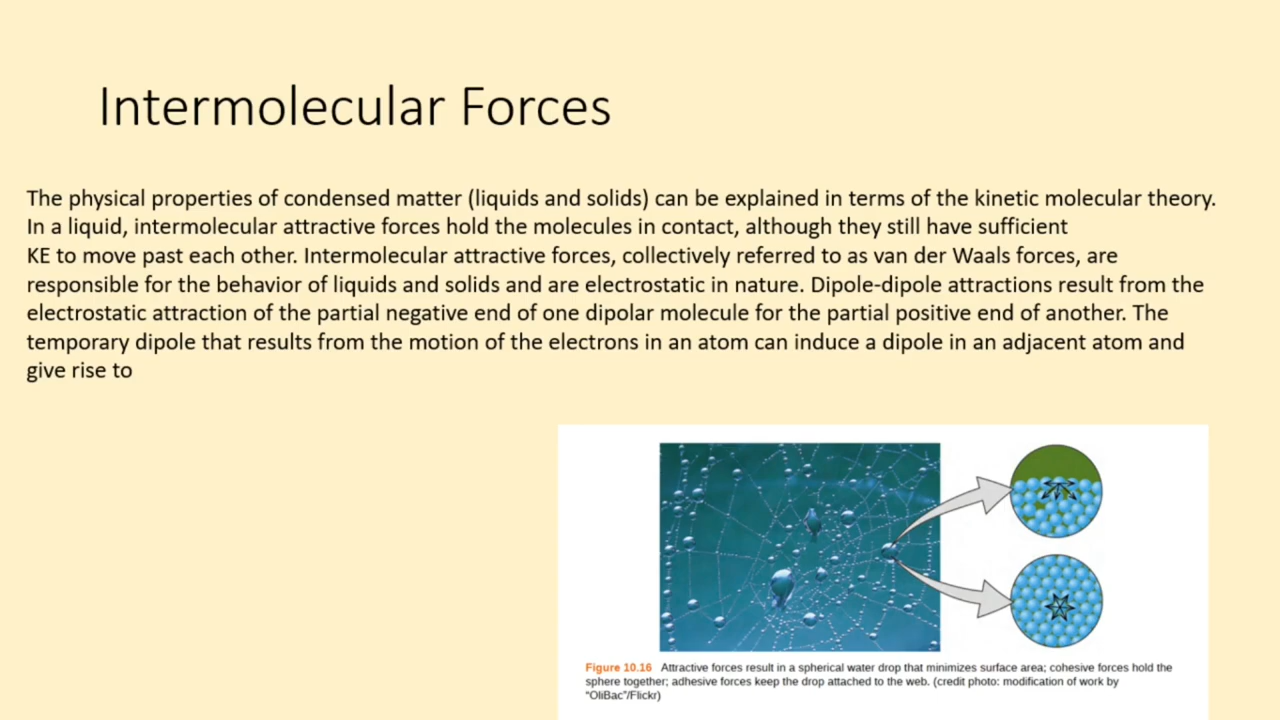 Intermolecular Forces
The physical properties of condensed matter (liquids and solids) can be explained in terms of the kinetic molecular theory.
In a liquid, intermolecular attractive forces hold the molecules in contact, although they still have sufficient
KE to move past each other. Intermolecular attractive forces, collectively referred to as van der Waals forces, are
responsible for the behavior of liquids and solids and are electrostatic in nature. Dipole-dipole attractions result from the
electrostatic attraction of the partial negative end of one dipolar molecule for the partial positive end of another. The
temporary dipole that results from the motion of the electrons in an atom can induce a dipole in an adjacent atom and
give rise to
Figure 10.16 Attractive forces result in a spherical water drop that minimizes surface area; cohesive forces hold the
sphere together; adhesive forces keep the drop attached to the web. (credit photo: modification of work by
"OliBac"/Flickr)